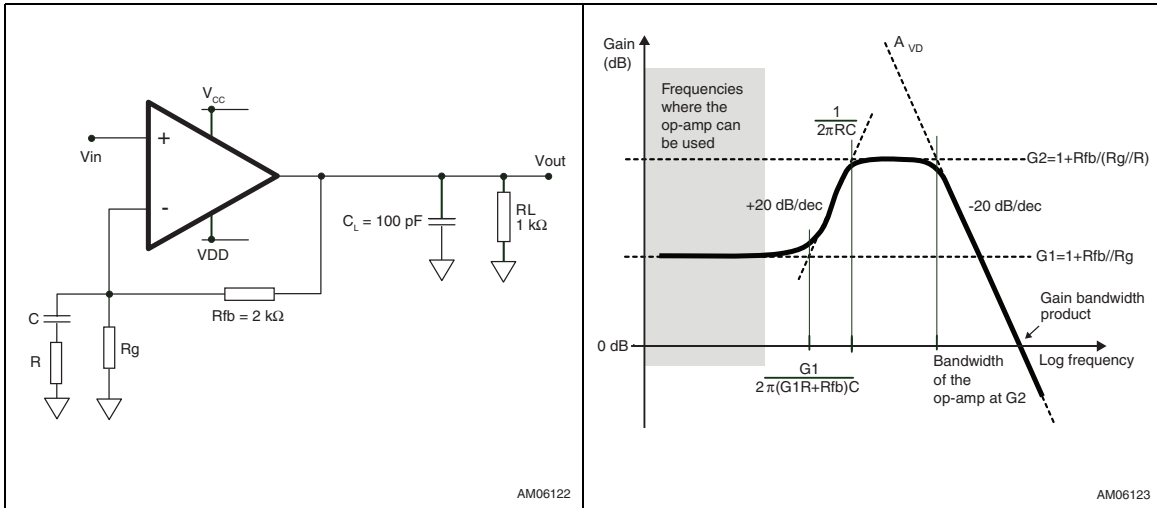 V_CC
+
Vin
-
VDD
Vout
C_L = 100 pF
RL
1 kΩ
C
R
Rg
Rfb = 2 kΩ
AM06122
Gain
(dB)
A_VD
Frequencies
where the
op-amp can
be used
1
2πRC
G2=1+Rfb/(Rg//R)
+20 dB/dec
-20 dB/dec
G1=1+Rfb//Rg
Gain bandwidth
product
0 dB
Log frequency
G1
2π(G1R+Rfb)C
Bandwidth
of the
op-amp at G2
AM06123